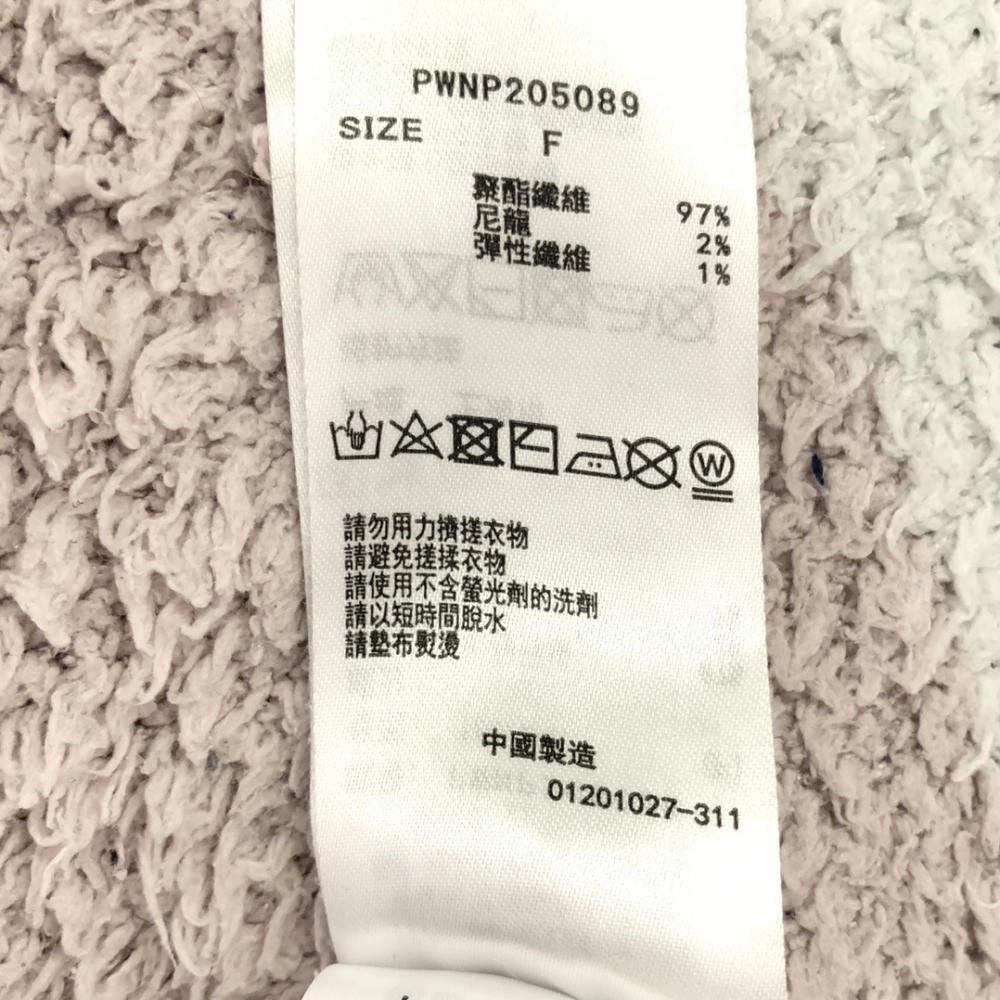 PWNP205089
SIZE F
聚酯纖維 97%
尼龍 2%
彈性纖維 1%
W
請勿用力擠搓衣物
請避免搓揉衣物
請使用不含螢光劑的洗劑
請以短時間脫水
請墊布熨燙
中國製造
01201027-311